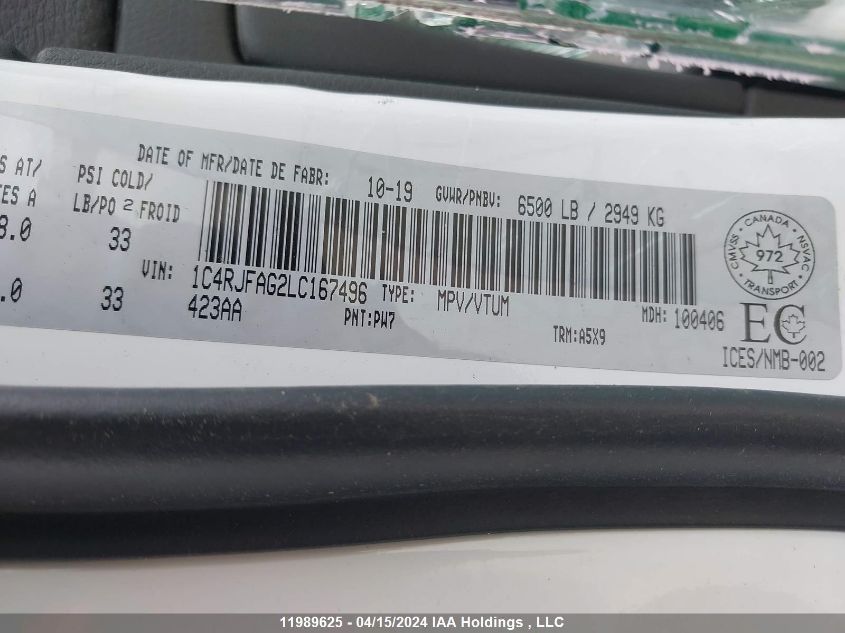 DATE OF MFR/DATE DE FABR: 10-19 GVWR/PNBV: 6500 LB / 2949 KG
S AT/ PSI COLD/
ES A LB/PO 2 FROID
.0 33
VIN: 1C4RJFAG2LC167496 TYPE: MPV/VTUM MDH: 100406
.0 33 423AA PNT:PW7 TRM:A5X9
CANADA
CMVSS 972 NSVAC
TRANSPORT
EC
ICES/NMB-002
11989625 - 04/15/2024 IAA Holdings , LLC